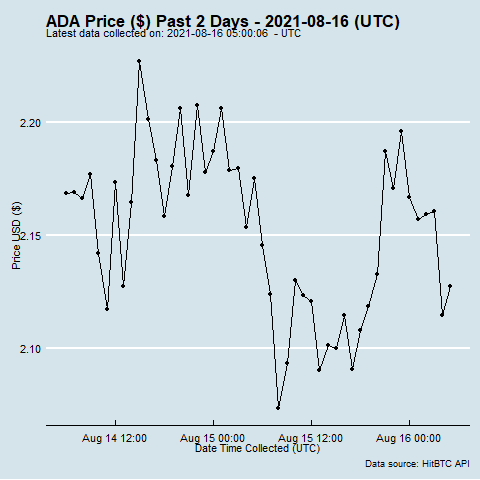 ADA Price ($) Past 2 Days - 2021-08-16 (UTC)
Latest data collected on: 2021-08-16 05:00:06 - UTC
2.20
2.15
2.10
Price USD ($)
Aug 14 12:00
Aug 15 00:00
Aug 15 12:00
Aug 16 00:00
Date Time Collected (UTC)
Data source: HitBTC API